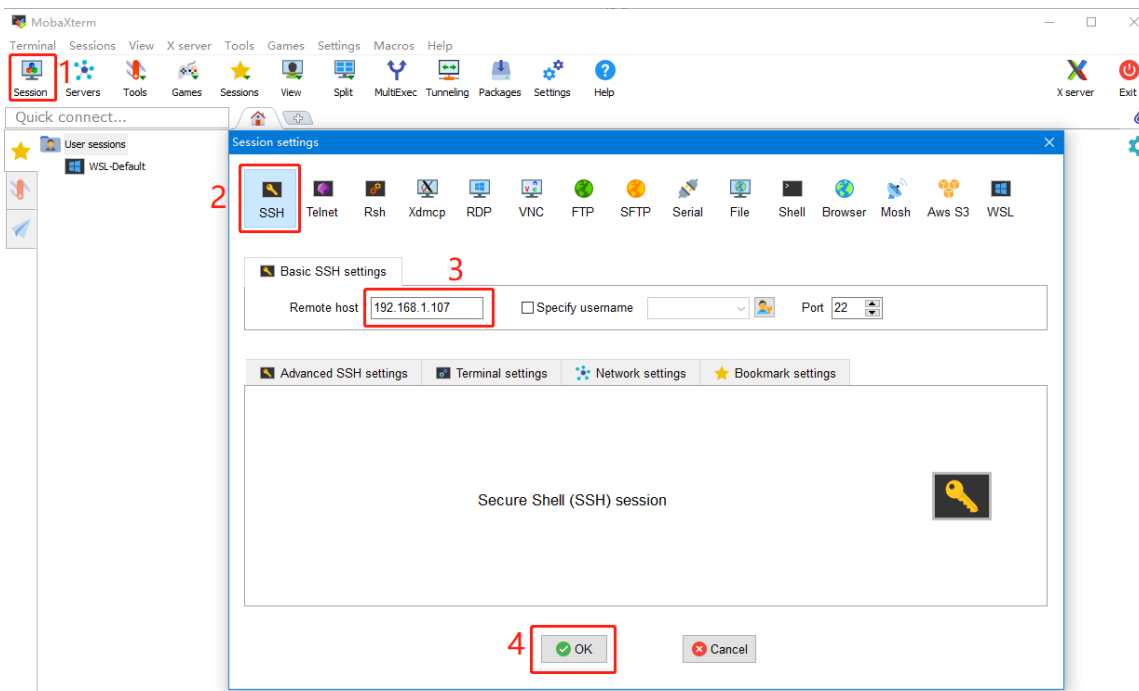 MobaXterm
Terminal Sessions View X server Tools Games Settings Macros Help
1
Session Servers Tools Games Sessions View Split MultiExec Tunneling Packages Settings Help X server Exit
Quick connect...
User sessions
WSL-Default
Session settings
2
SSH Telnet Rsh Xdmcp RDP VNC FTP SFTP Serial File Shell Browser Mosh Aws S3 WSL
Basic SSH settings
3
Remote host 192.168.1.107 Specify username Port 22
Advanced SSH settings Terminal settings Network settings Bookmark settings
Secure Shell (SSH) session
4
OK Cancel